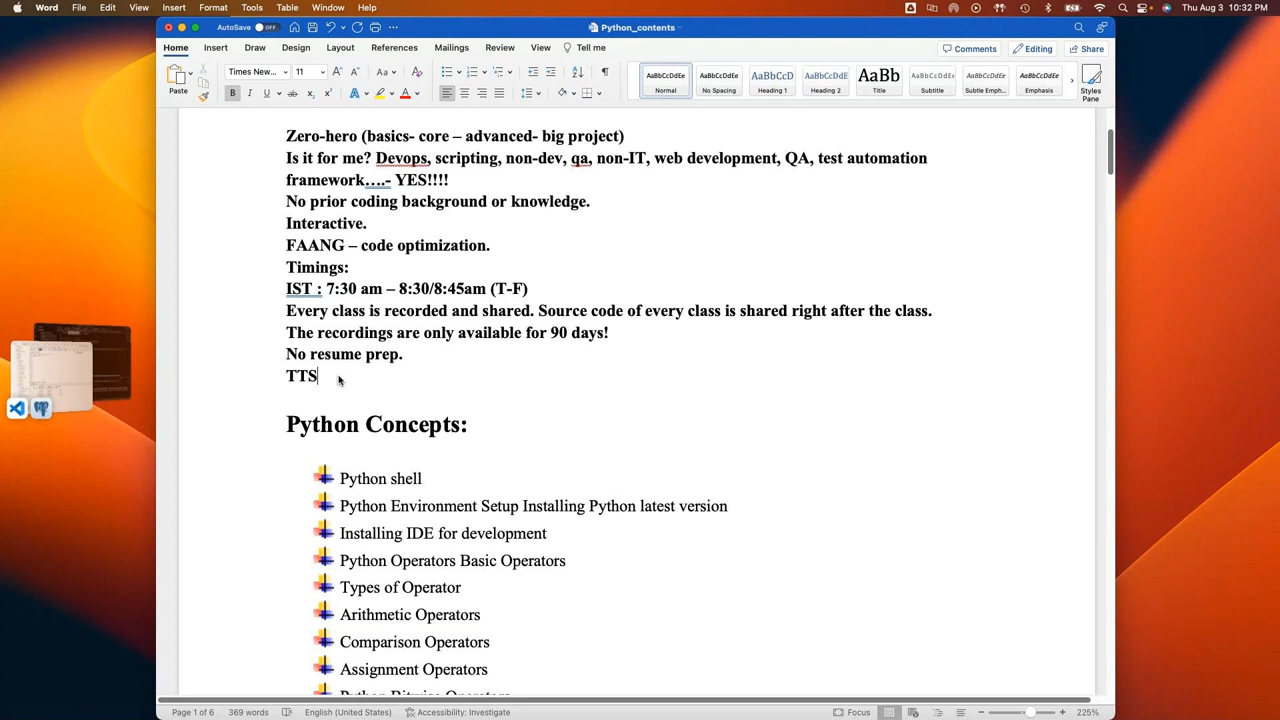 Word File Edit View Insert Format Tools Table Window Help Thu Aug 3 10:32 PM
AutoSave OFF Python_contents
Home Insert Draw Design Layout References Mailings Review View Tell me Comments Editing Share
Paste Times New... 11 Aa AaBbCcDdEe Normal AaBbCcDdEe No Spacing AaBbCcD Heading 1 AaBbCcDdE Heading 2 AaBb Title AaBbCcDdEe Subtitle AaBbCcDdEe Subtle Emph... AaBbCcDdEe Emphasis Styles Pane
Zero-hero (basics- core – advanced- big project)
Is it for me? Devops, scripting, non-dev, qa, non-IT, web development, QA, test automation
framework….- YES!!!!
No prior coding background or knowledge.
Interactive.
FAANG – code optimization.
Timings:
IST : 7:30 am – 8:30/8:45am (T-F)
Every class is recorded and shared. Source code of every class is shared right after the class.
The recordings are only available for 90 days!
No resume prep.
TTS
Python Concepts:
Python shell
Python Environment Setup Installing Python latest version
Installing IDE for development
Python Operators Basic Operators
Types of Operator
Arithmetic Operators
Comparison Operators
Assignment Operators
Python Bitwise Operators
Page 1 of 6 369 words English (United States) Accessibility: Investigate Focus 225%